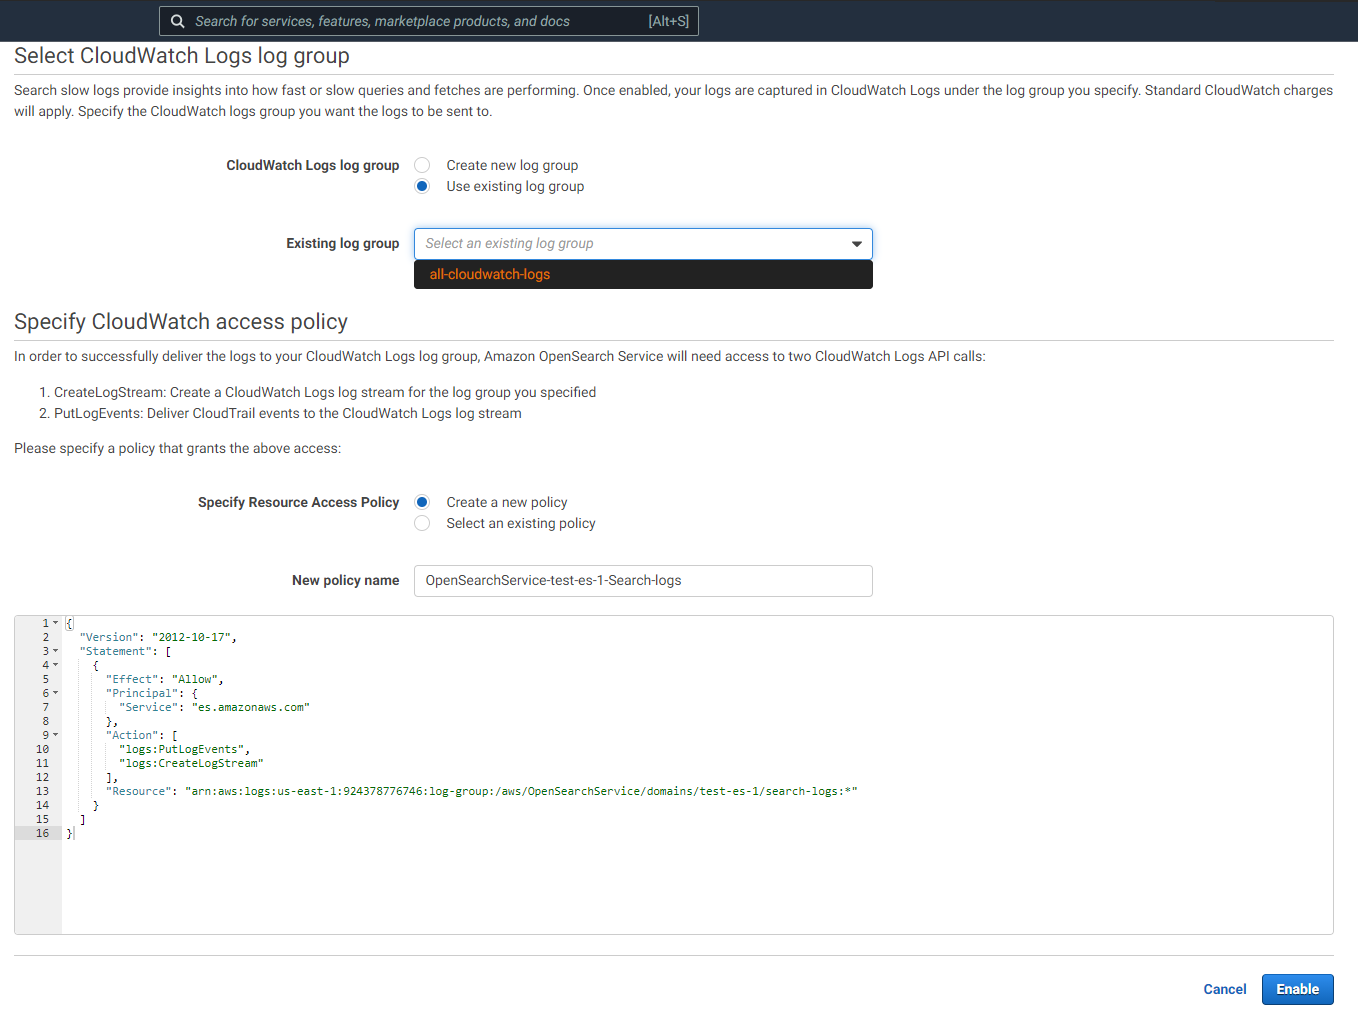 Search for services, features, marketplace products, and docs [Alt+S]
Select CloudWatch Logs log group
Search slow logs provide insights into how fast or slow queries and fetches are performing. Once enabled, your logs are captured in CloudWatch Logs under the log group you specify. Standard CloudWatch charges
will apply. Specify the CloudWatch logs group you want the logs to be sent to.
CloudWatch Logs log group Create new log group
Use existing log group
Existing log group Select an existing log group
all-cloudwatch-logs
Specify CloudWatch access policy
In order to successfully deliver the logs to your CloudWatch Logs log group, Amazon OpenSearch Service will need access to two CloudWatch Logs API calls:
1. CreateLogStream: Create a CloudWatch Logs log stream for the log group you specified
2. PutLogEvents: Deliver CloudTrail events to the CloudWatch Logs log stream
Please specify a policy that grants the above access:
Specify Resource Access Policy Create a new policy
Select an existing policy
New policy name OpenSearchService-test-es-1-Search-logs
1 {
2 "Version": "2012-10-17",
3 "Statement": [
4 {
5 "Effect": "Allow",
6 "Principal": {
7 "Service": "es.amazonaws.com"
8 },
9 "Action": [
10 "logs:PutLogEvents",
11 "logs:CreateLogStream"
12 ],
13 "Resource": "arn:aws:logs:us-east-1:924378776746:log-group:/aws/OpenSearchService/domains/test-es-1/search-logs:*"
14 }
15 ]
16 }
Cancel Enable